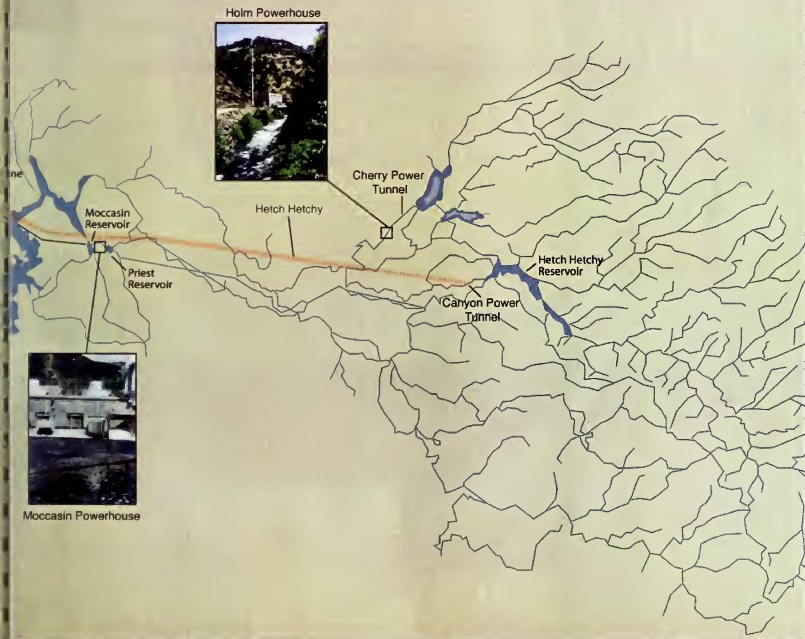 Holm Powerhouse
Cherry Power
Tunnel
ne
Moccasin
Reservoir
Hetch Hetchy
Hetch Hetchy
Reservoir
Priest
Reservoir
Canyon Power
Tunnel
Moccasin Powerhouse